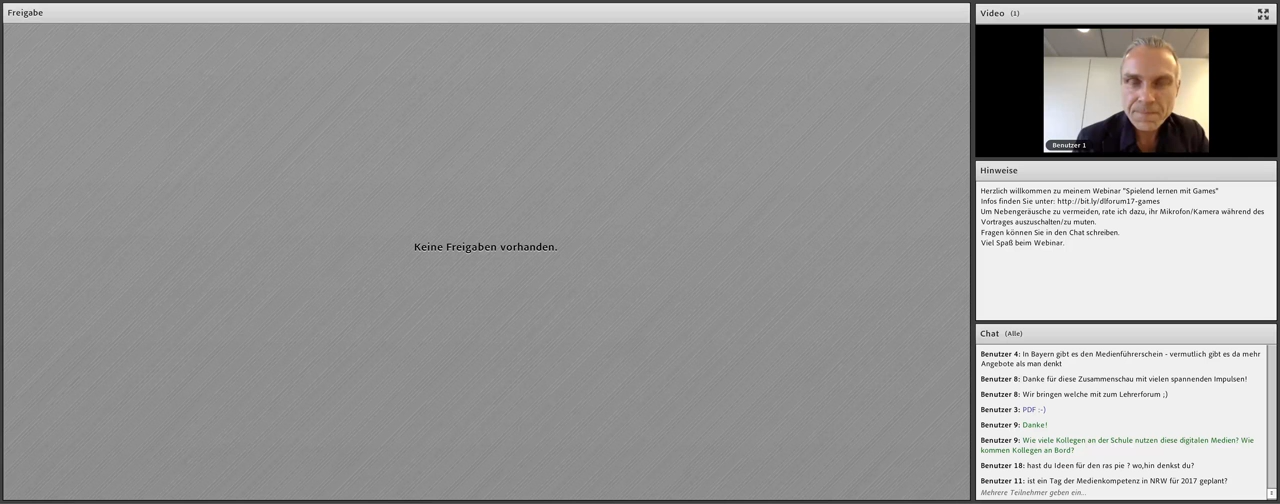 Freigabe
Keine Freigaben vorhanden.
Video (1)
Benutzer 1
Hinweise
Herzlich willkommen zu meinem Webinar "Spielend lernen mit Games"
Infos finden Sie unter: http://bit.ly/dlforum17-games
Um Nebengeräusche zu vermeiden, rate ich dazu, ihr Mikrofon/Kamera während des
Vortrages auszuschalten/zu muten.
Fragen können Sie in den Chat schreiben.
Viel Spaß beim Webinar.
Chat (Alle)
Benutzer 4: In Bayern gibt es den Medienführerschein - vermutlich gibt es da mehr
Angebote als man denkt
Benutzer 8: Danke für diese Zusammenschau mit vielen spannenden Impulsen!
Benutzer 8: Wir bringen welche mit zum Lehrerforum ;)
Benutzer 3: PDF :-)
Benutzer 9: Danke!
Benutzer 9: Wie viele Kollegen an der Schule nutzen diese digitalen Medien? Wie
kommen Kollegen an Bord?
Benutzer 18: hast du Ideen für den ras pie ? wo,hin denkst du?
Benutzer 11: ist ein Tag der Medienkompetenz in NRW für 2017 geplant?
Mehrere Teilnehmer geben ein...